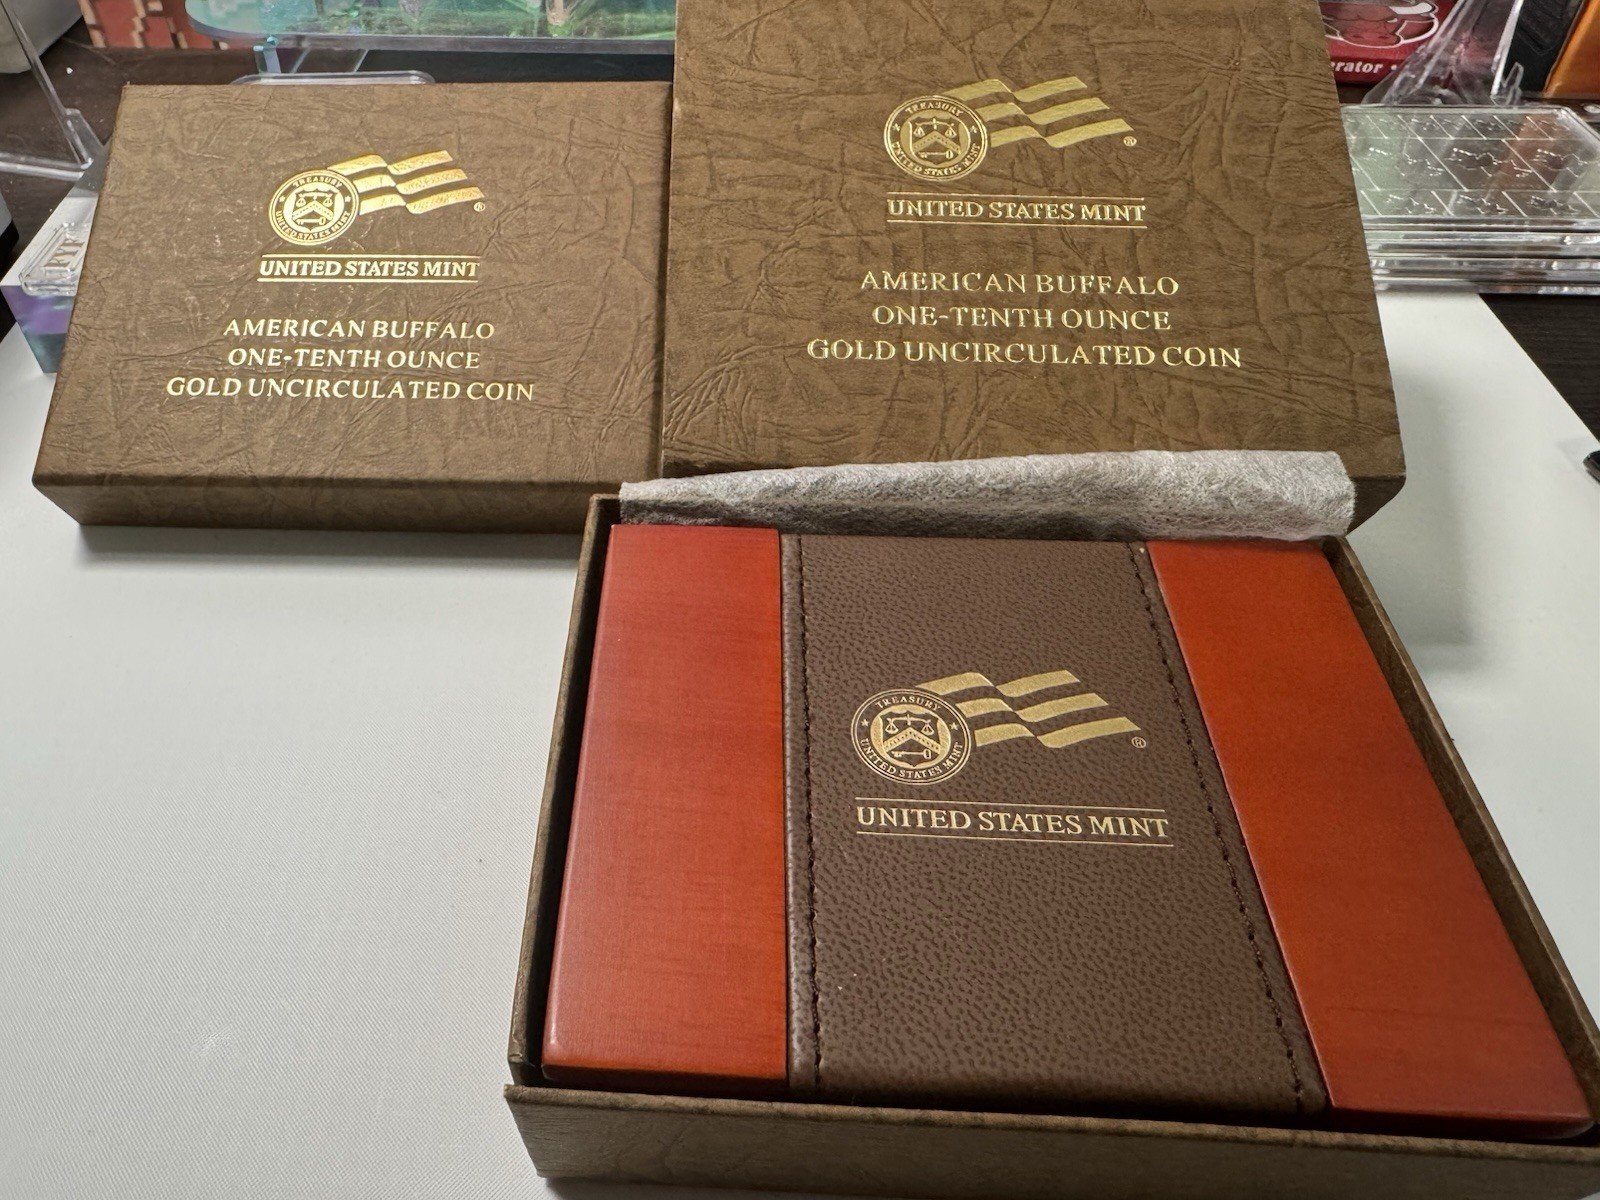 TREASURY
UNITED STATES MINT
®
UNITED STATES MINT
AMERICAN BUFFALO
ONE-TENTH OUNCE
GOLD UNCIRCULATED COIN
TREASURY
UNITED STATES MINT
®
UNITED STATES MINT
AMERICAN BUFFALO
ONE-TENTH OUNCE
GOLD UNCIRCULATED COIN
rator
TREASURY
UNITED STATES MINT
®
UNITED STATES MINT